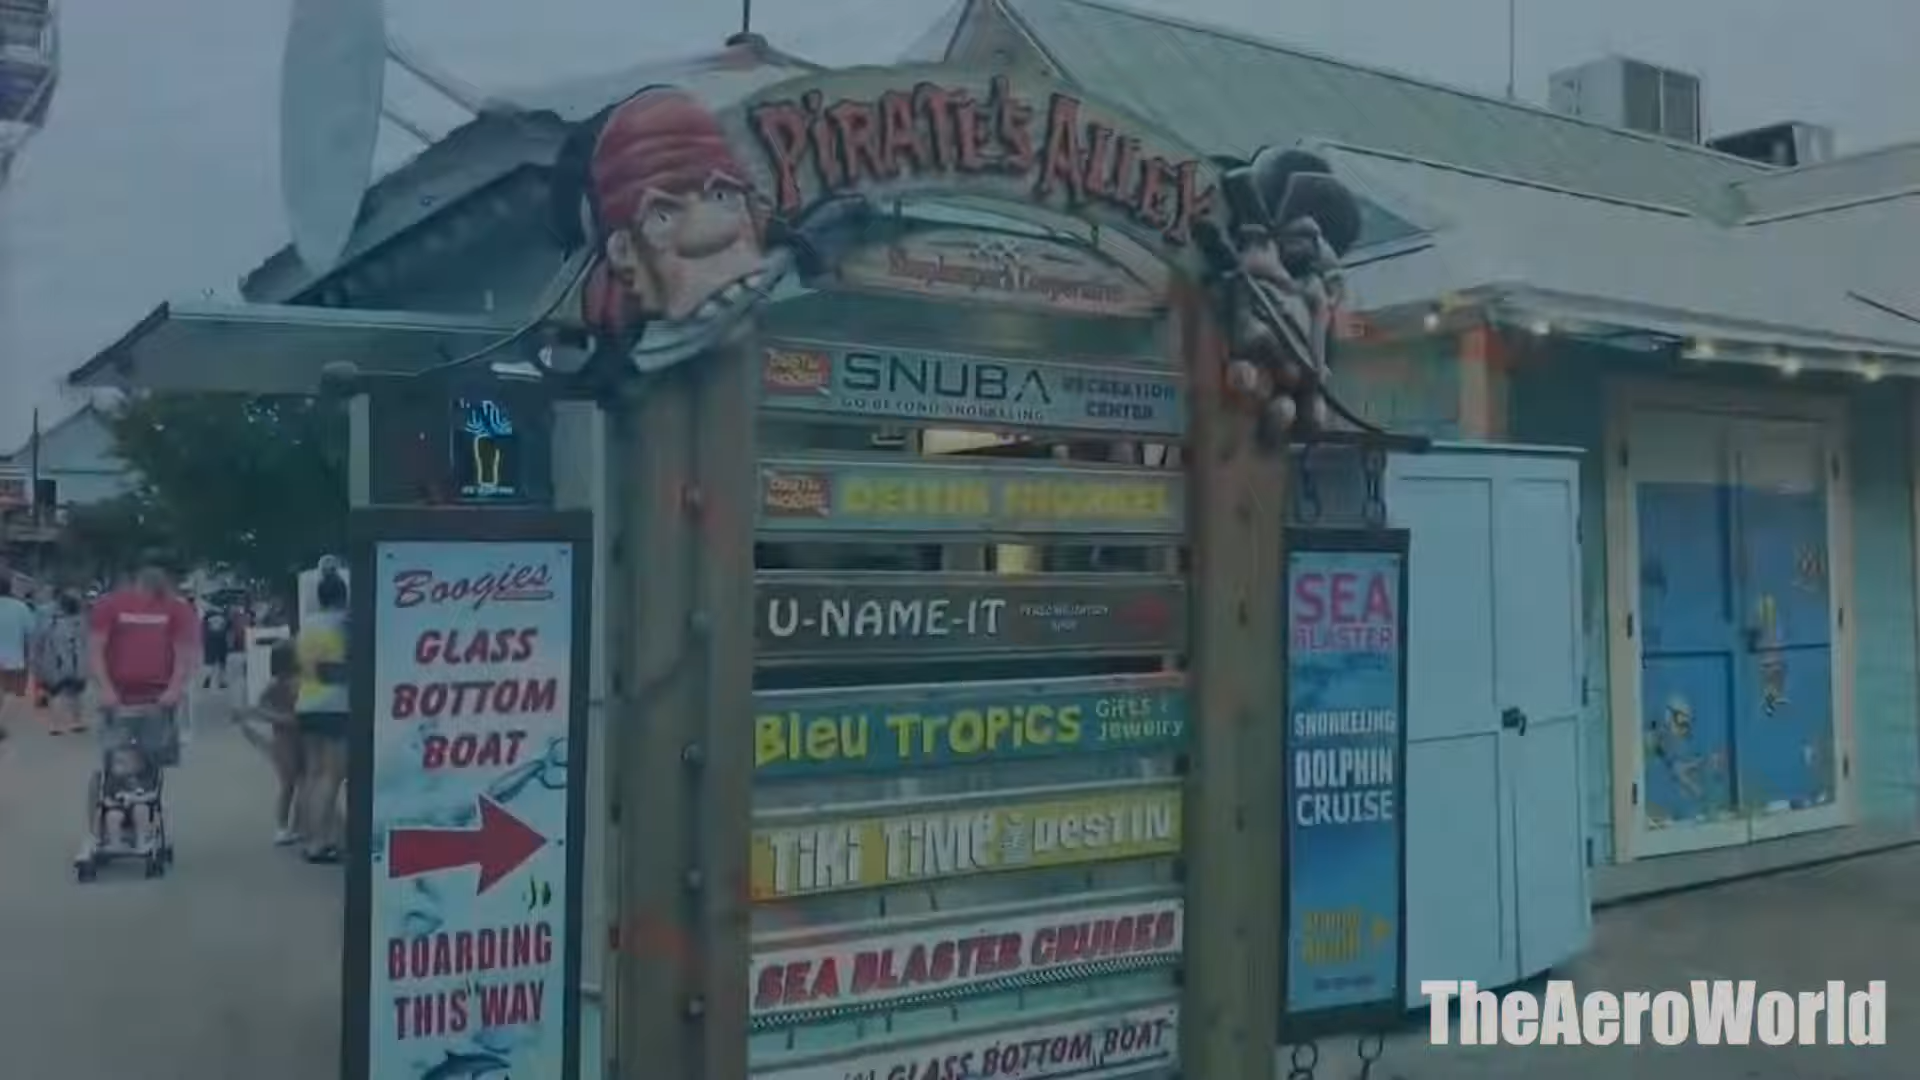 PIRATE'S ALLEY
SNUBA
GO BEYOND SNORKELING
RECREATION
CENTER
U-NAME-IT
BLEU TROPICS
GIFTS &
JEWELRY
TIKI TIME
DESTIN
SEA BLASTER CRUISES
GLASS BOTTOM BOAT
Boogies
GLASS
BOTTOM
BOAT
BOARDING
THIS WAY
SEA
BLASTER
SNORKELING
DOLPHIN
CRUISE
TheAeroWorld